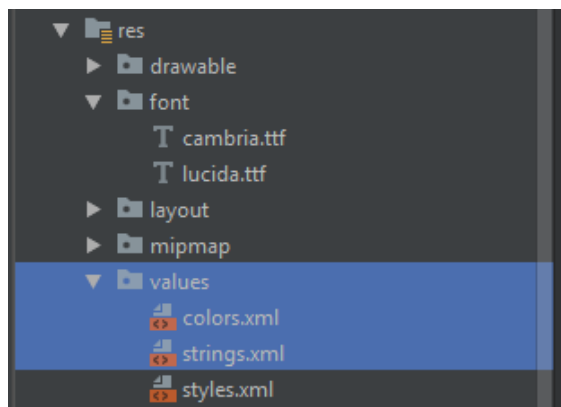 res
drawable
font
cambria.ttf
lucida.ttf
layout
mipmap
values
colors.xml
strings.xml
styles.xml